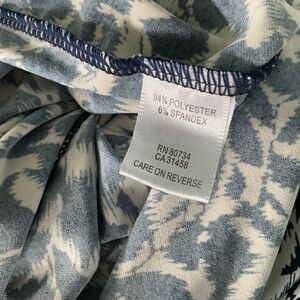 94% POLYESTER
6% SPANDEX
RN 80734
CA 31458
CARE ON REVERSE